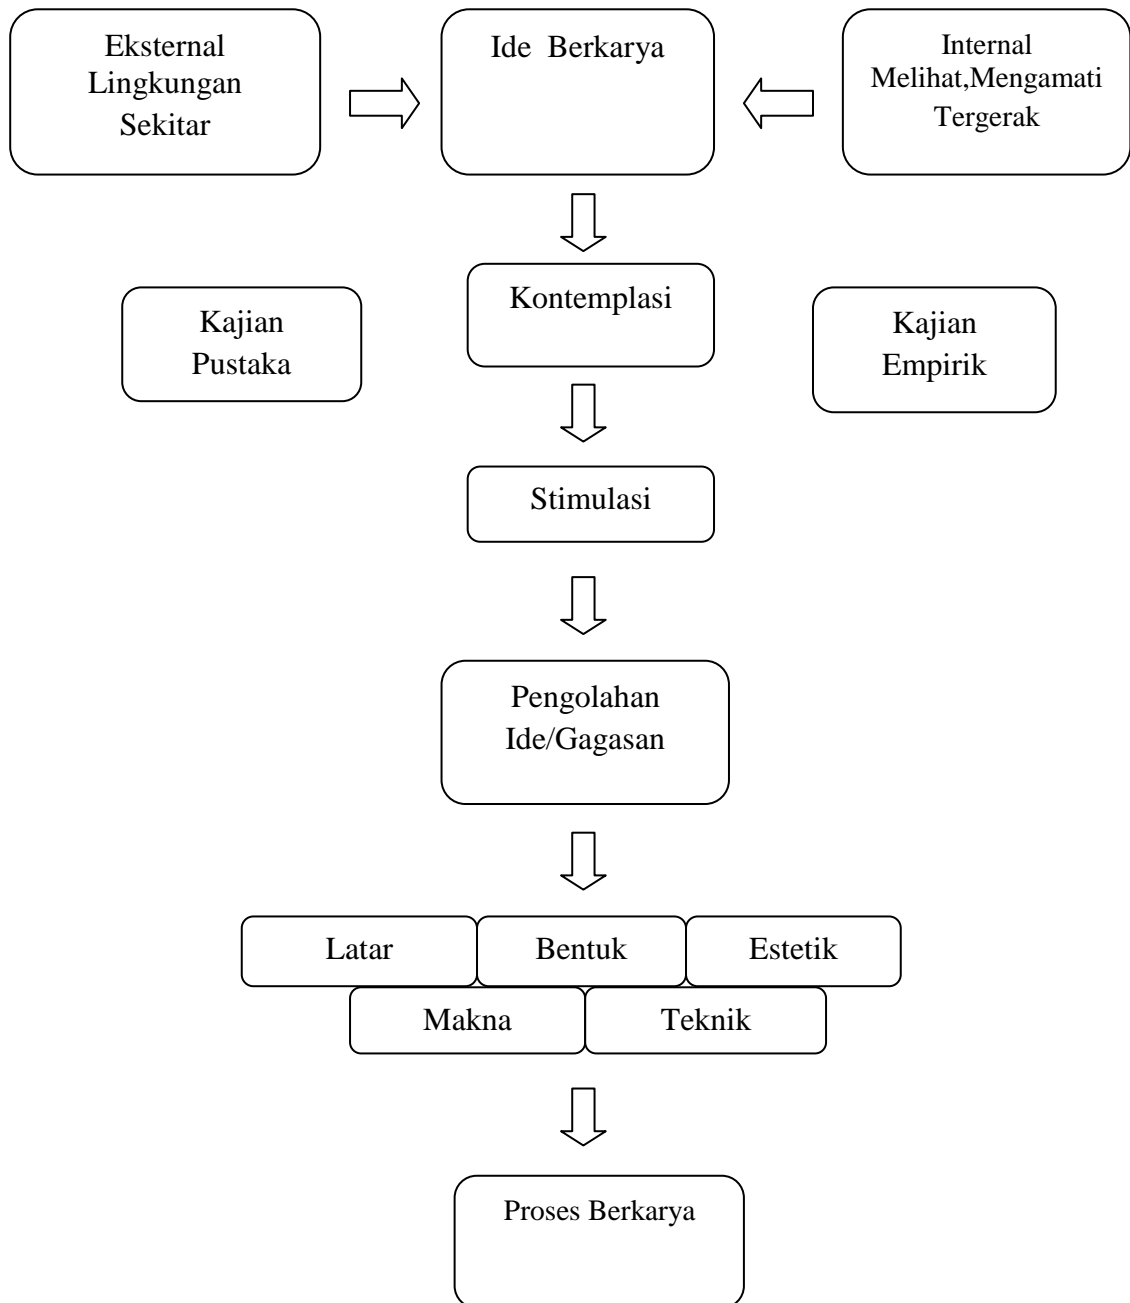 Eksternal
Lingkungan
Sekitar
Ide Berkarya
Internal
Melihat,Mengamati
Tergerak
Kajian
Pustaka
Kontemplasi
Kajian
Empirik
Stimulasi
Pengolahan
Ide/Gagasan
Latar
Bentuk
Estetik
Makna
Teknik
Proses Berkarya